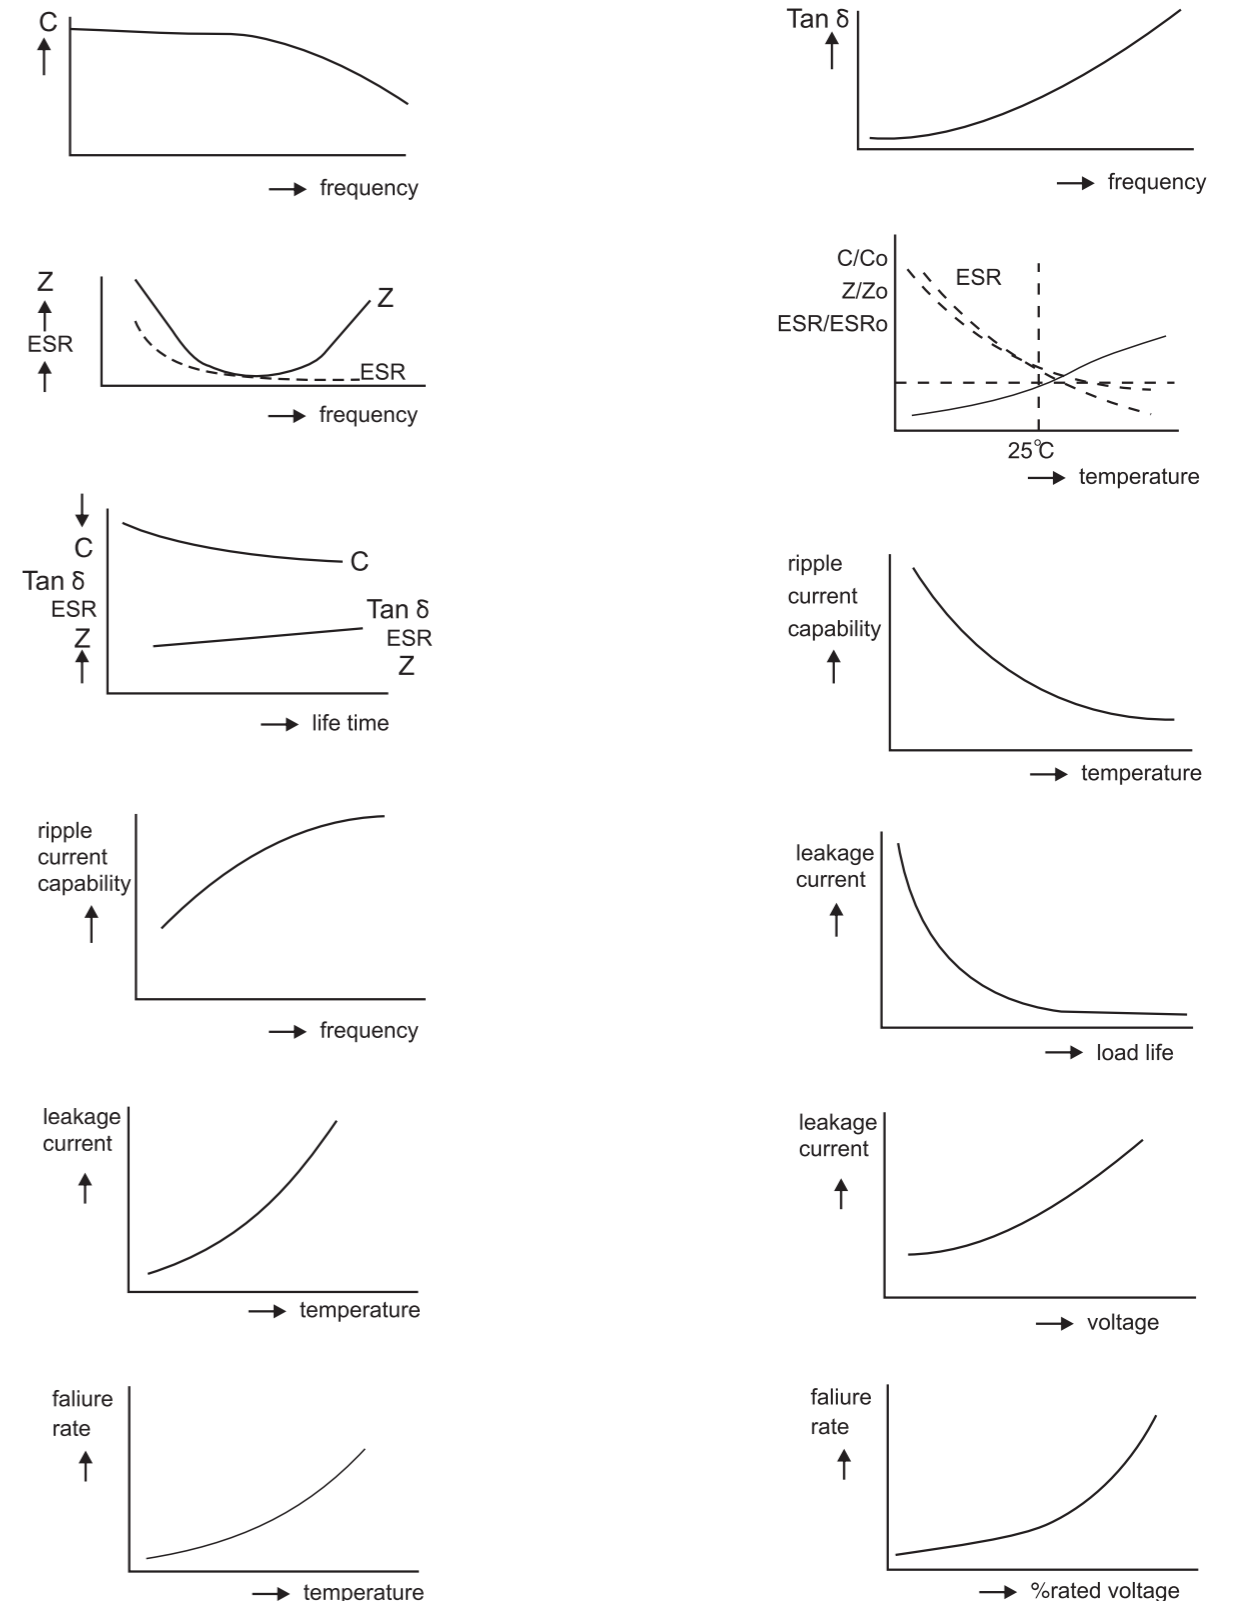 C
frequency
Tan δ
frequency
Z
ESR
Z
ESR
frequency
C/Co
Z/Zo
ESR/ESRo
ESR
25°C
temperature
C
Tan δ
ESR
Z
C
Tan δ
ESR
Z
life time
ripple
current
capability
temperature
ripple
current
capability
frequency
leakage
current
load life
leakage
current
temperature
leakage
current
voltage
faliure
rate
temperature
faliure
rate
%rated voltage